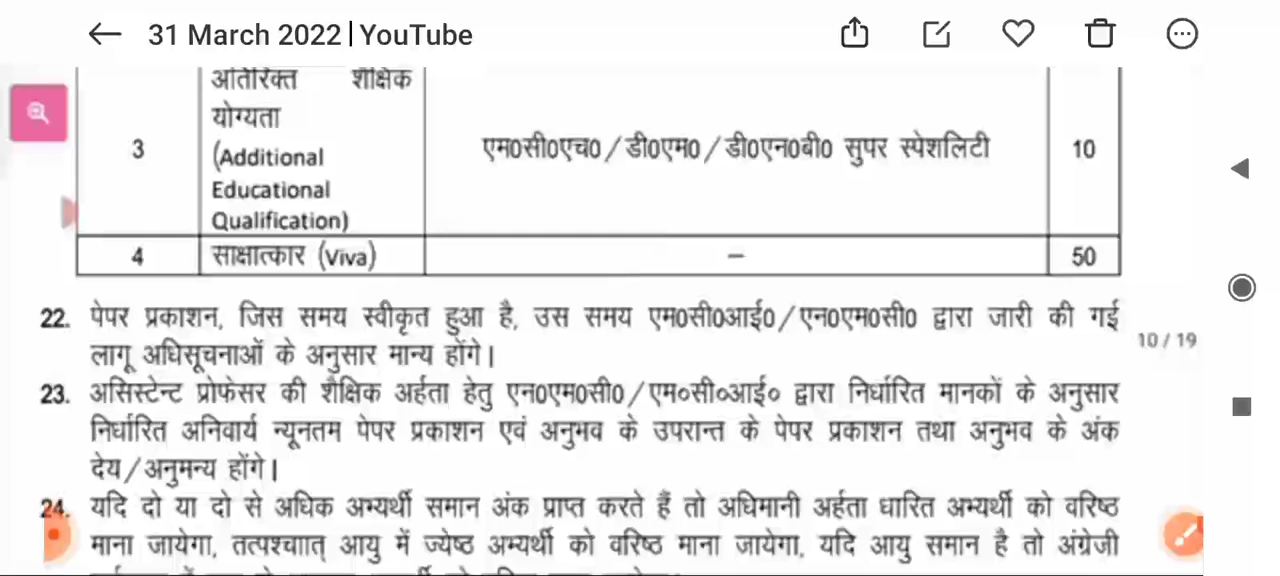 31 March 2022 | YouTube
अतिरिक्त शैक्षिक
योग्यता
(Additional
Educational
Qualification)
3
एम0सी0एच0 / डी0एम0 / डी0एन0बी0 सुपर स्पेशलिटी
10
4
साक्षात्कार (Viva)
–
50
22. पेपर प्रकाशन, जिस समय स्वीकृत हुआ है, उस समय एम0सी0आई0/एन0एम0सी0 द्वारा जारी की गई
लागू अधिसूचनाओं के अनुसार मान्य होंगे।
10 / 19
23. असिस्टेन्ट प्रोफेसर की शैक्षिक अर्हता हेतु एन0एम0सी0/एम०सी०आई० द्वारा निर्धारित मानकों के अनुसार
निर्धारित अनिवार्य न्यूनतम पेपर प्रकाशन एवं अनुभव के उपरान्त के पेपर प्रकाशन तथा अनुभव के अंक
देय/अनुमन्य होंगे।
24. यदि दो या दो से अधिक अभ्यर्थी समान अंक प्राप्त करते हैं तो अधिमानी अर्हता धारित अभ्यर्थी को वरिष्ठ
माना जायेगा, तत्पश्चाात् आयु में ज्येष्ठ अभ्यर्थी को वरिष्ठ माना जायेगा, यदि आयु समान है तो अंग्रेजी